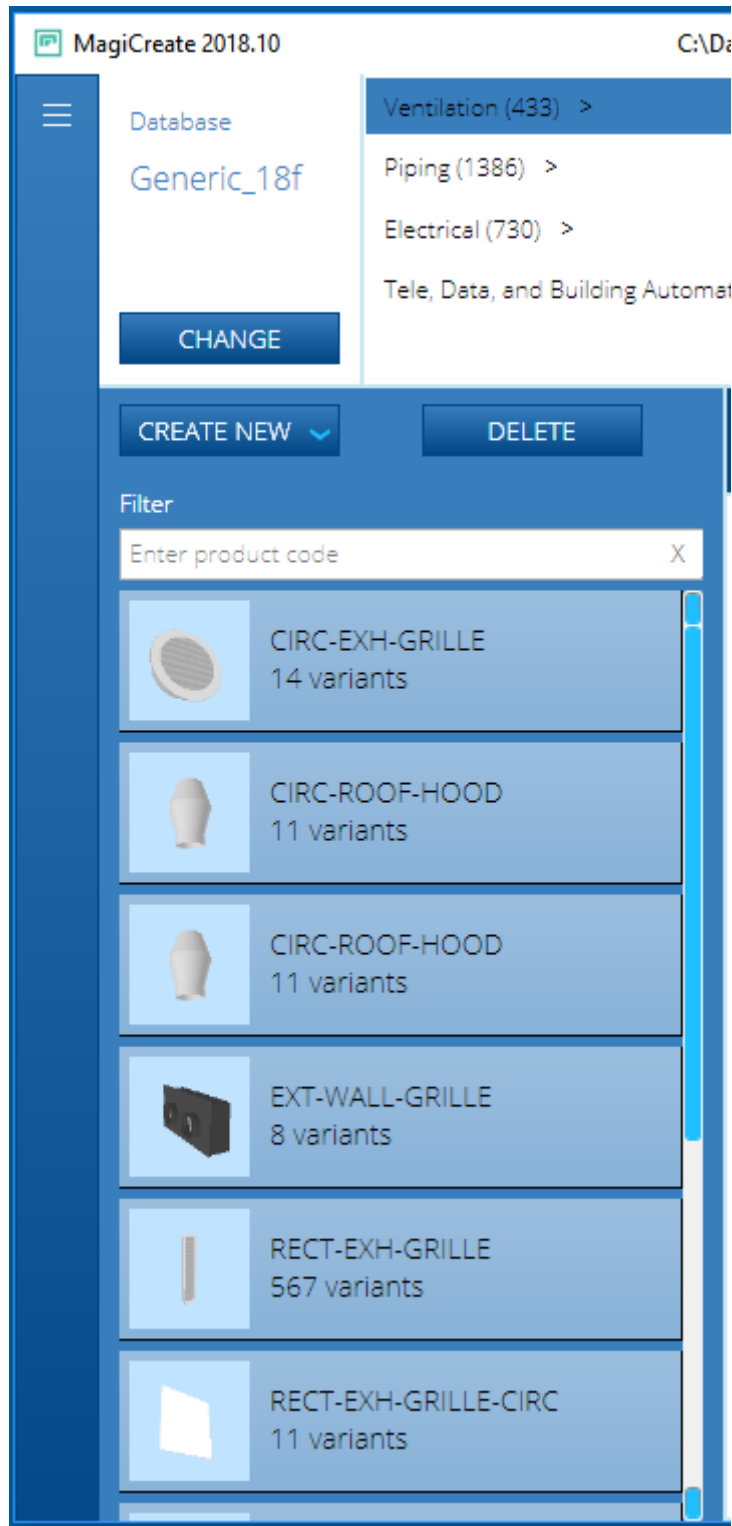 MagiCreate 2018.10
C:\Da
Database
Generic_18f
CHANGE
Ventilation (433) >
Piping (1386) >
Electrical (730) >
Tele, Data, and Building Automat
CREATE NEW
DELETE
Filter
Enter product code X
CIRC-EXH-GRILLE
14 variants
CIRC-ROOF-HOOD
11 variants
CIRC-ROOF-HOOD
11 variants
EXT-WALL-GRILLE
8 variants
RECT-EXH-GRILLE
567 variants
RECT-EXH-GRILLE-CIRC
11 variants